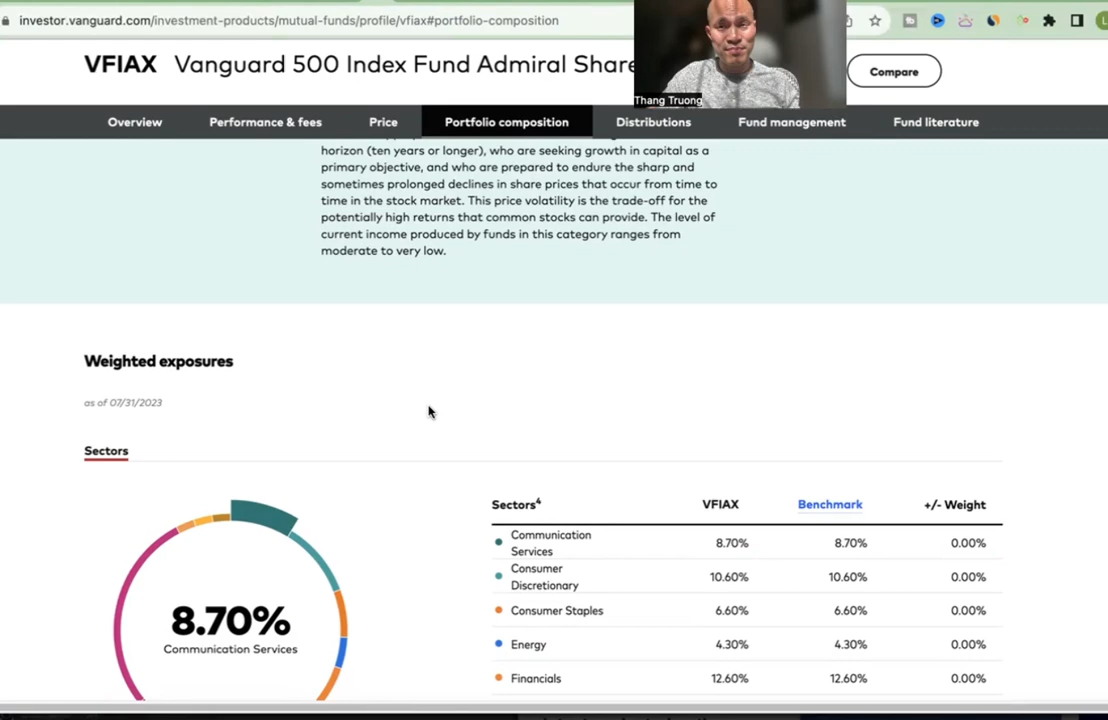 investor.vanguard.com/investment-products/mutual-funds/profile/vfiax#portfolio-composition
VFIAX Vanguard 500 Index Fund Admiral Share
Compare
Thang Truong
Overview Performance & fees Price Portfolio composition Distributions Fund management Fund literature
horizon (ten years or longer), who are seeking growth in capital as a
primary objective, and who are prepared to endure the sharp and
sometimes prolonged declines in share prices that occur from time to
time in the stock market. This price volatility is the trade-off for the
potentially high returns that common stocks can provide. The level of
current income produced by funds in this category ranges from
moderate to very low.
Weighted exposures
as of 07/31/2023
Sectors
8.70%
Communication Services
Sectors4 VFIAX Benchmark +/- Weight
Communication
Services 8.70% 8.70% 0.00%
Consumer
Discretionary 10.60% 10.60% 0.00%
Consumer Staples 6.60% 6.60% 0.00%
Energy 4.30% 4.30% 0.00%
Financials 12.60% 12.60% 0.00%